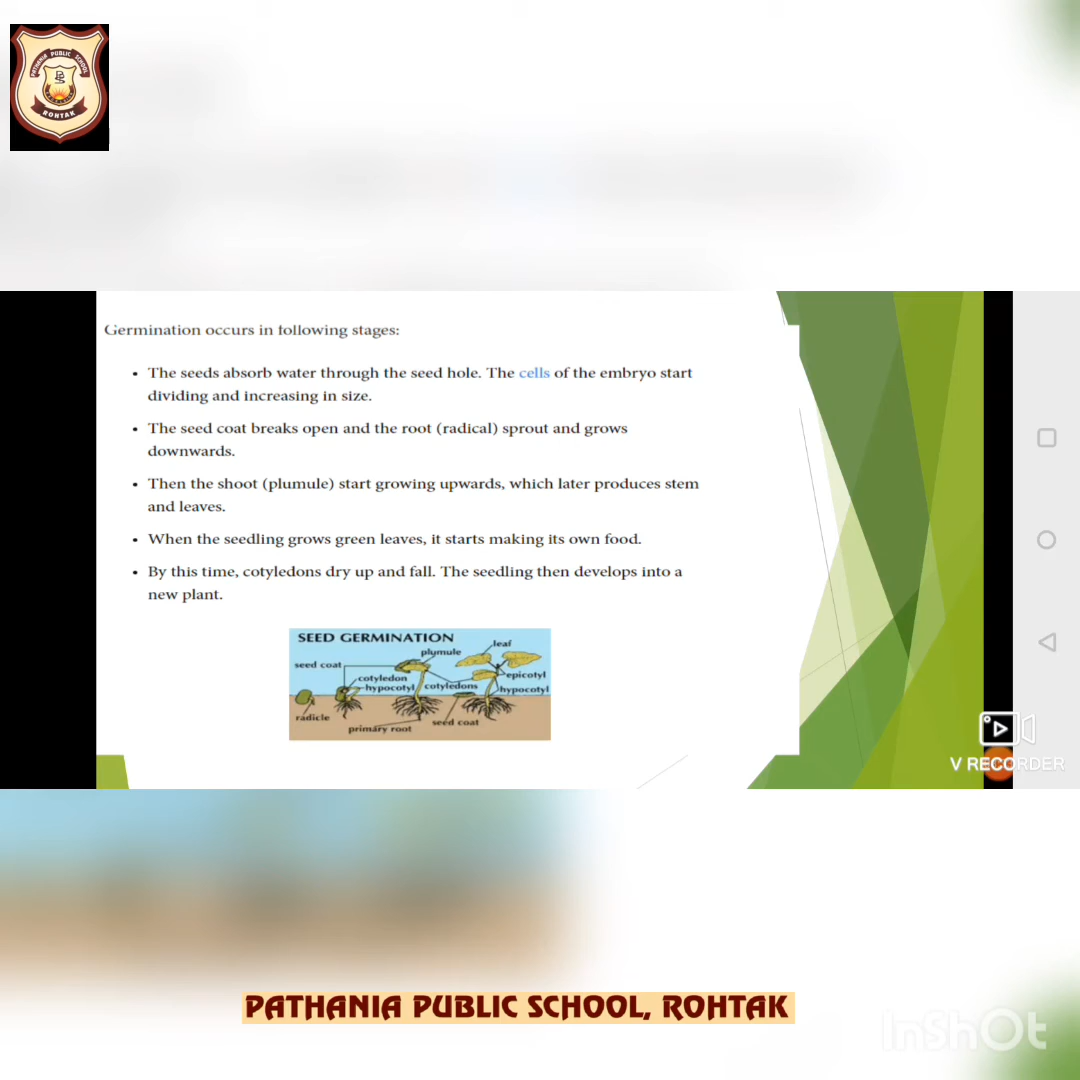 PATHANIA PUBLIC SCHOOL
PPS
ROHTAK
Germination occurs in following stages:
• The seeds absorb water through the seed hole. The cells of the embryo start
dividing and increasing in size.
• The seed coat breaks open and the root (radical) sprout and grows
downwards.
• Then the shoot (plumule) start growing upwards, which later produces stem
and leaves.
• When the seedling grows green leaves, it starts making its own food.
• By this time, cotyledons dry up and fall. The seedling then develops into a
new plant.
SEED GERMINATION
leaf
plumule
seed coat
cotyledon
epicotyl
hypocotyl
cotyledons
hypocotyl
radicle
seed coat
primary root
V RECORDER
PATHANIA PUBLIC SCHOOL, ROHTAK
InShOt